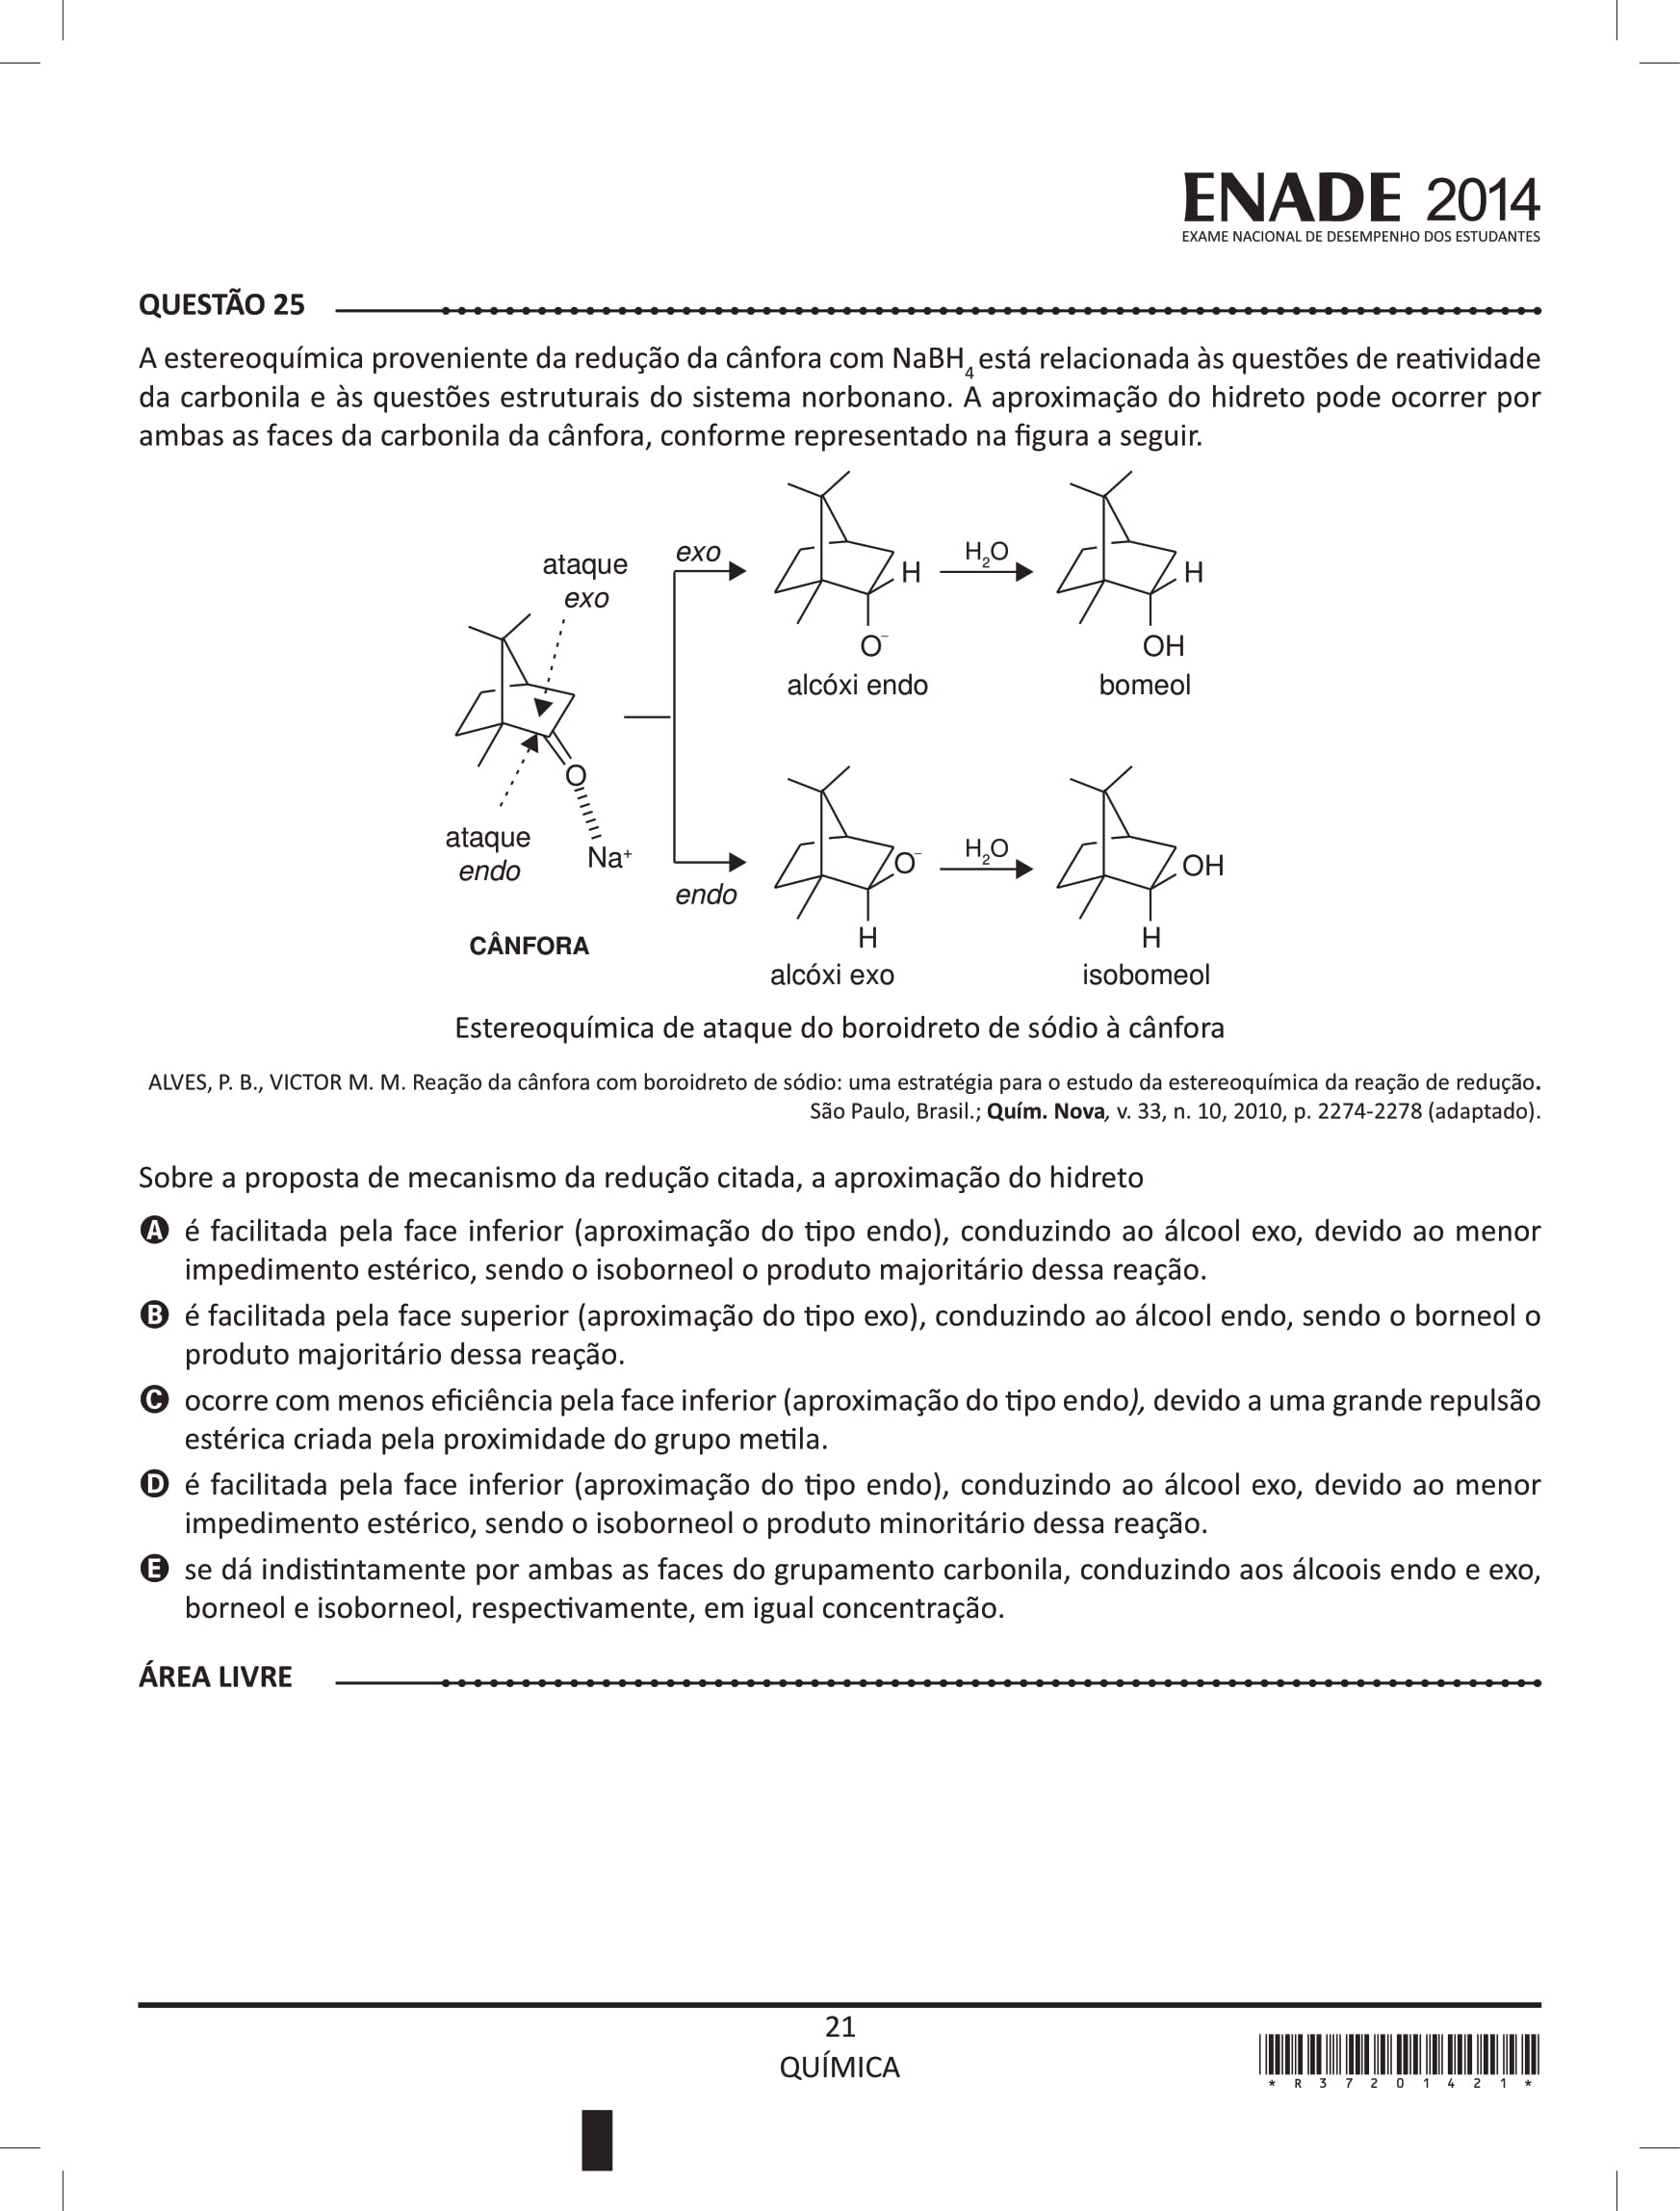 ENADE 2014
EXAME NACIONAL DE DESEMPENHO DOS ESTUDANTES
QUESTÃO 25
A estereoquímica proveniente da redução da cânfora com NaBH₄ está relacionada às questões de reatividade
da carbonila e às questões estruturais do sistema norbonano. A aproximação do hidreto pode ocorrer por
ambas as faces da carbonila da cânfora, conforme representado na figura a seguir.
ataque
exo
exo
H
H₂O
H
O⁻
OH
alcóxi endo
bomeol
O
Na⁺
ataque
endo
endo
O⁻
H₂O
OH
H
H
CÂNFORA
alcóxi exo
isobomeol
Estereoquímica de ataque do boroidreto de sódio à cânfora
ALVES, P. B., VICTOR M. M. Reação da cânfora com boroidreto de sódio: uma estratégia para o estudo da estereoquímica da reação de redução.
São Paulo, Brasil.; Quím. Nova, v. 33, n. 10, 2010, p. 2274-2278 (adaptado).
Sobre a proposta de mecanismo da redução citada, a aproximação do hidreto
A é facilitada pela face inferior (aproximação do tipo endo), conduzindo ao álcool exo, devido ao menor
impedimento estérico, sendo o isoborneol o produto majoritário dessa reação.
B é facilitada pela face superior (aproximação do tipo exo), conduzindo ao álcool endo, sendo o borneol o
produto majoritário dessa reação.
C ocorre com menos eficiência pela face inferior (aproximação do tipo endo), devido a uma grande repulsão
estérica criada pela proximidade do grupo metila.
D é facilitada pela face inferior (aproximação do tipo endo), conduzindo ao álcool exo, devido ao menor
impedimento estérico, sendo o isoborneol o produto minoritário dessa reação.
E se dá indistintamente por ambas as faces do grupamento carbonila, conduzindo aos álcoois endo e exo,
borneol e isoborneol, respectivamente, em igual concentração.
ÁREA LIVRE
21
QUÍMICA
* R 3 7 2 0 1 4 2 1 *